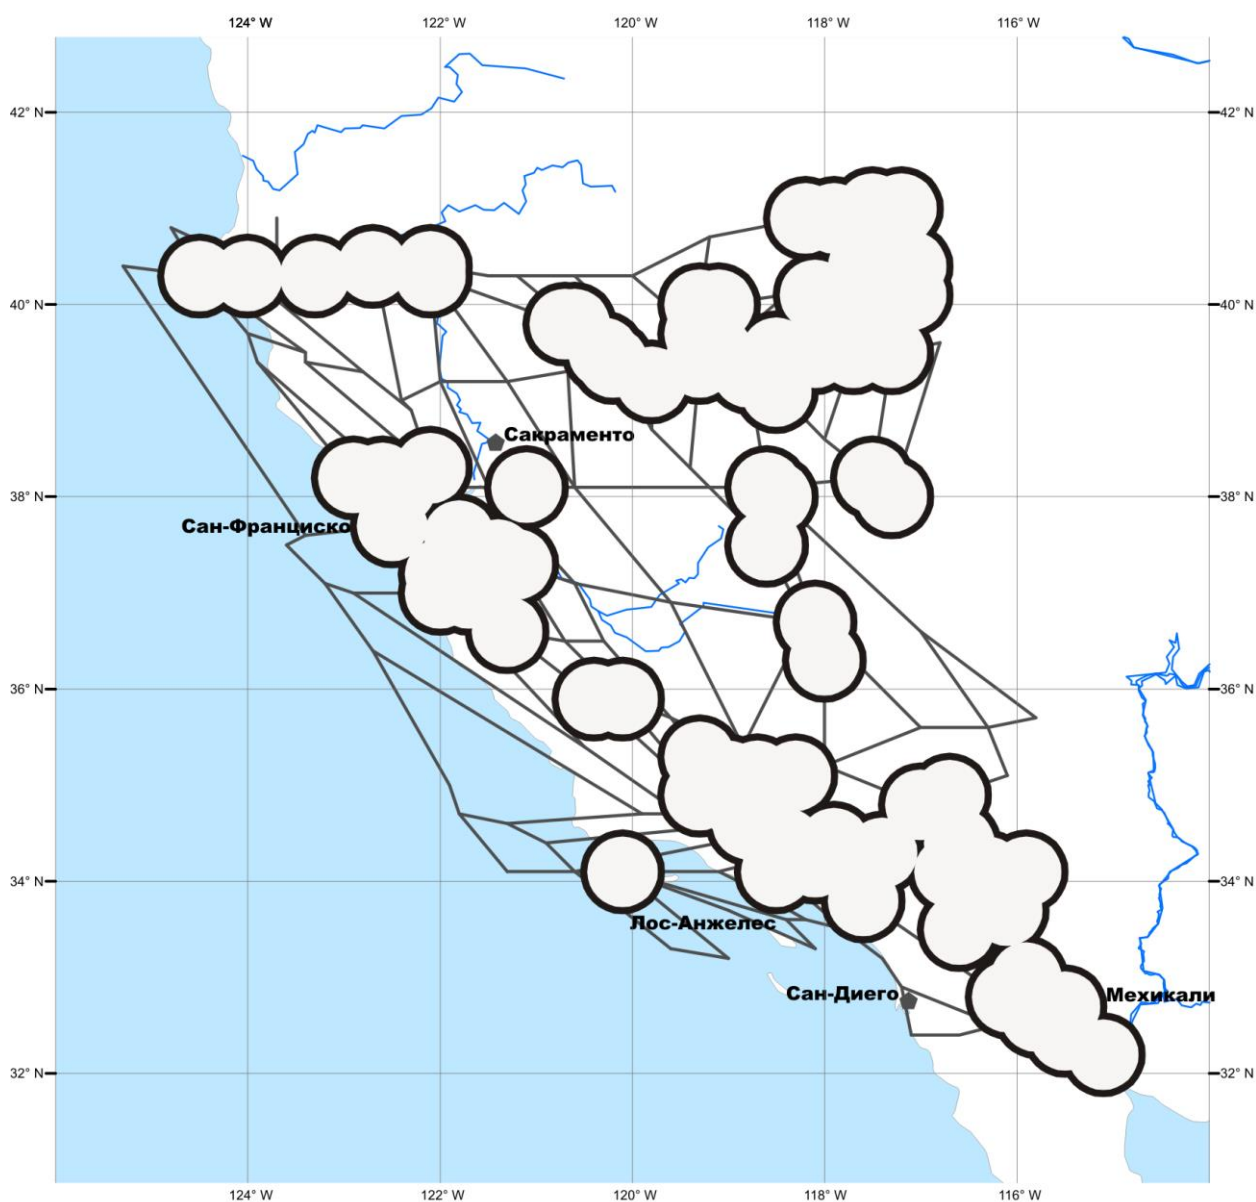 124° W 122° W 120° W 118° W 116° W
42° N 42° N
40° N 40° N
Сакраменто
38° N 38° N
Сан-Франциско
36° N 36° N
34° N 34° N
Лос-Анжелес
Сан-Диего Мехикали
32° N 32° N
124° W 122° W 120° W 118° W 116° W